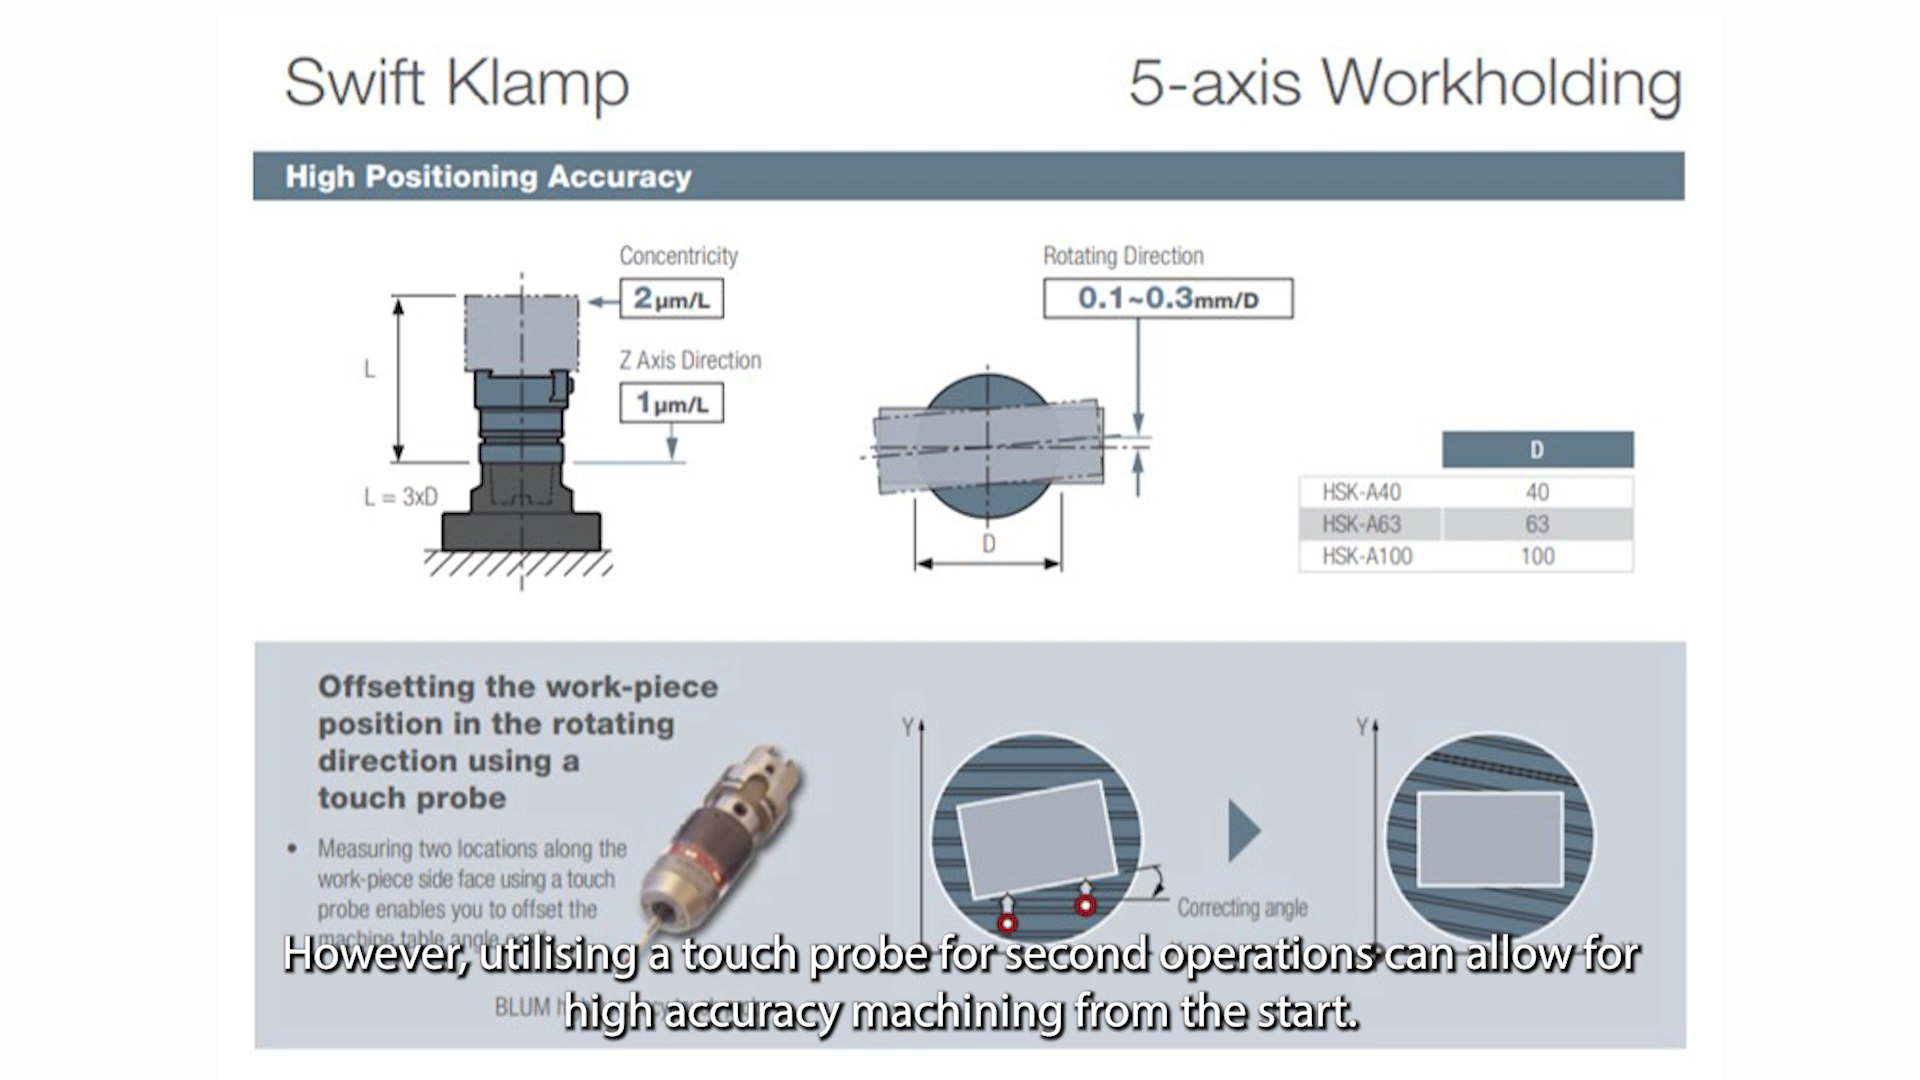 Swift Klamp
5-axis Workholding
High Positioning Accuracy
Concentricity
2μm/L
Z Axis Direction
1μm/L
L
L = 3xD
Rotating Direction
0.1~0.3mm/D
D
D
HSK-A40 40
HSK-A63 63
HSK-A100 100
Offsetting the work-piece
position in the rotating
direction using a
touch probe
• Measuring two locations along the
work-piece side face using a touch
probe enables you to offset the
machine table angle
Y
Correcting angle
Y
BLUM
However, utilising a touch probe for second operations can allow for
high accuracy machining from the start.